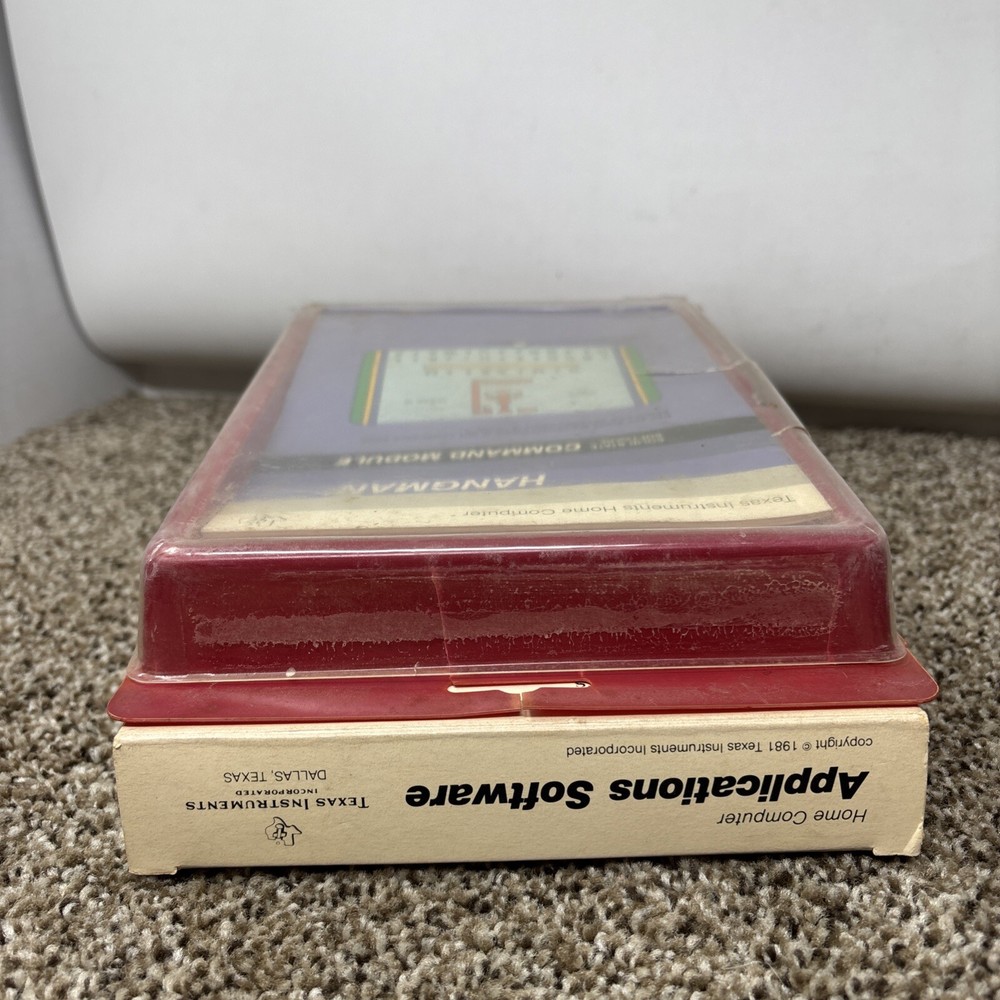 Texas Instruments Home Computer
HANGMAN
COMMAND MODULE
Home Computer
Applications Software
copyright © 1981 Texas Instruments Incorporated
TEXAS INSTRUMENTS
INCORPORATED
DALLAS, TEXAS